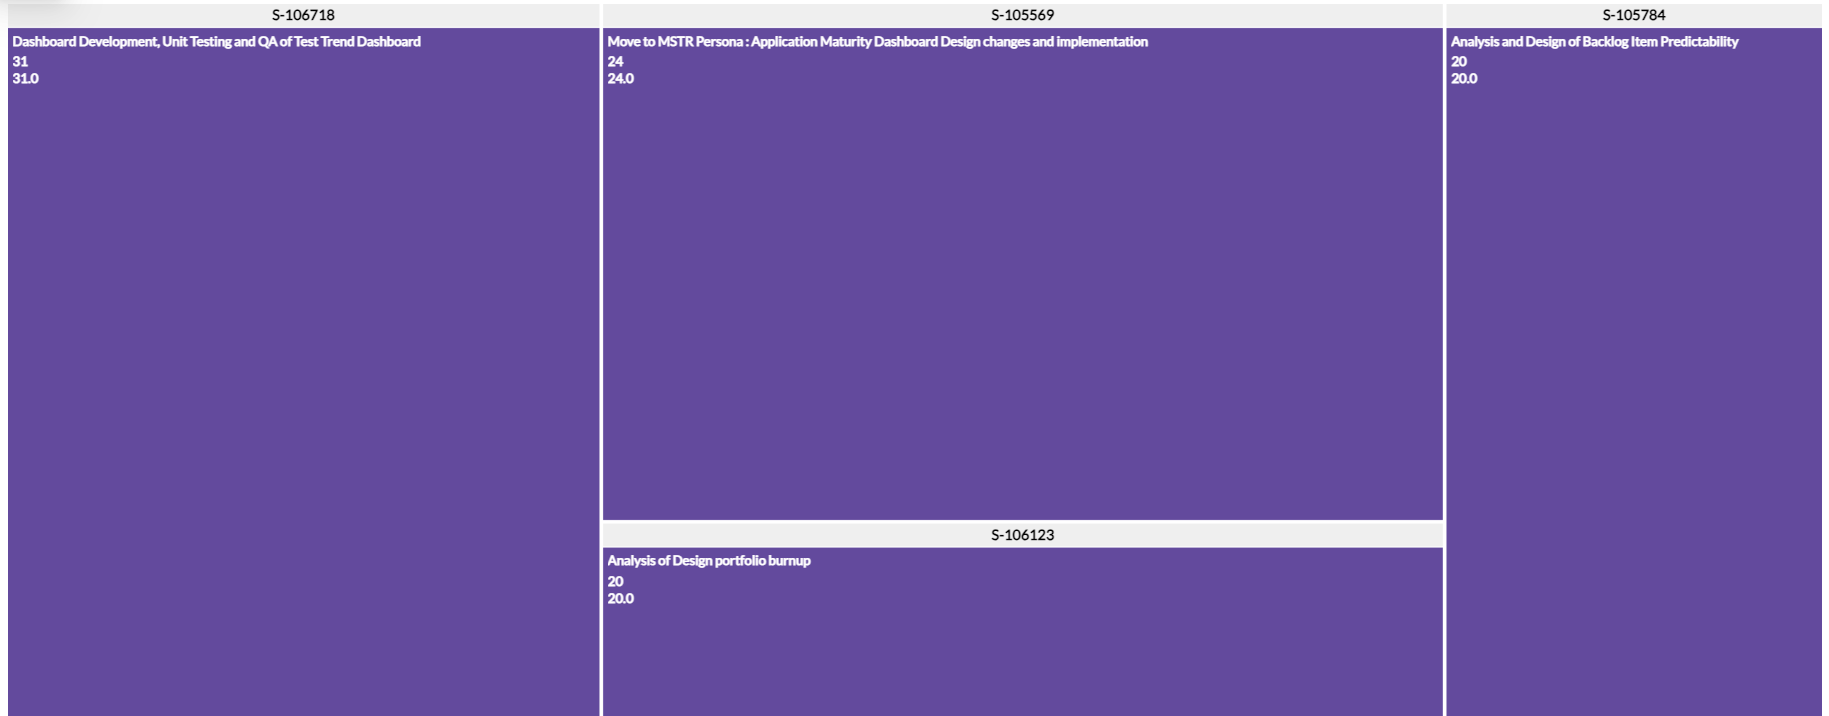 S-106718
Dashboard Development, Unit Testing and QA of Test Trend Dashboard
31
31.0
S-105569
Move to MSTR Persona : Application Maturity Dashboard Design changes and implementation
24
24.0
S-106123
Analysis of Design portfolio burnup
20
20.0
S-105784
Analysis and Design of Backlog Item Predictability
20
20.0